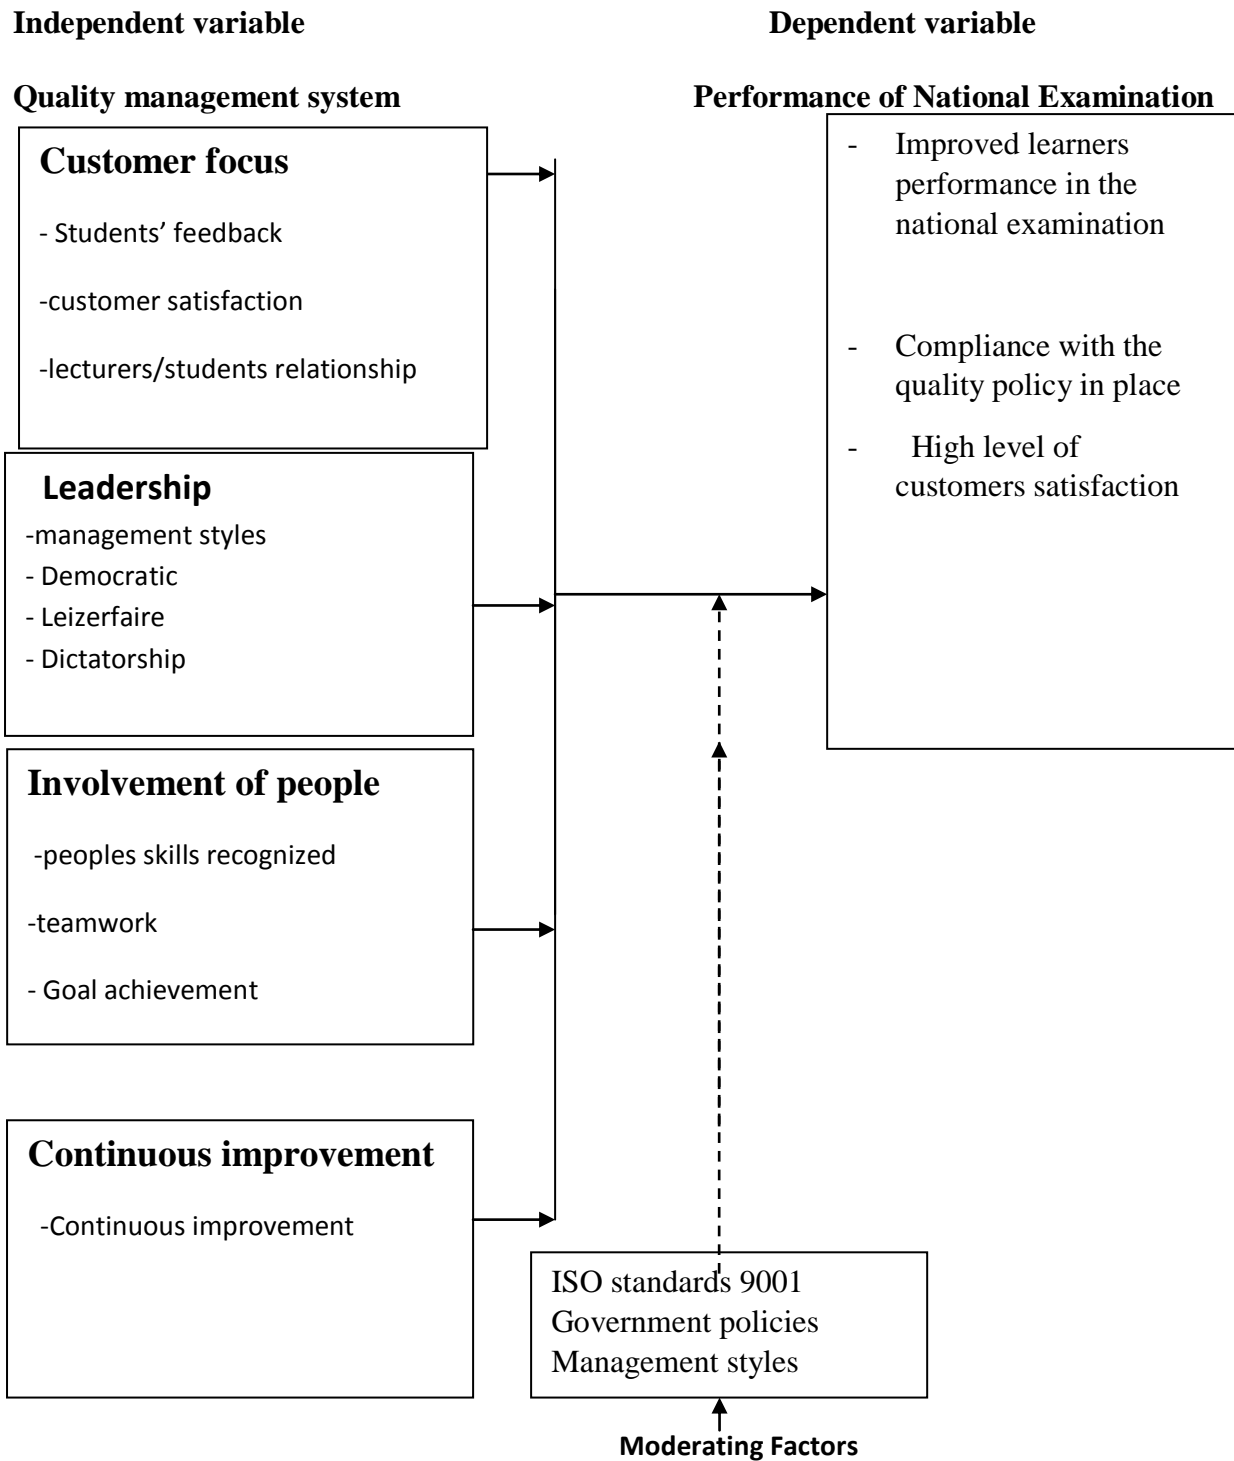 Independent variable
Dependent variable
Quality management system
Performance of National Examination
Customer focus
- Students’ feedback
-customer satisfaction
-lecturers/students relationship
Leadership
-management styles
- Democratic
- Leizerfaire
- Dictatorship
Involvement of people
-peoples skills recognized
-teamwork
- Goal achievement
Continuous improvement
-Continuous improvement
- Improved learners
performance in the
national examination
- Compliance with the
quality policy in place
- High level of
customers satisfaction
ISO standards 9001
Government policies
Management styles
Moderating Factors